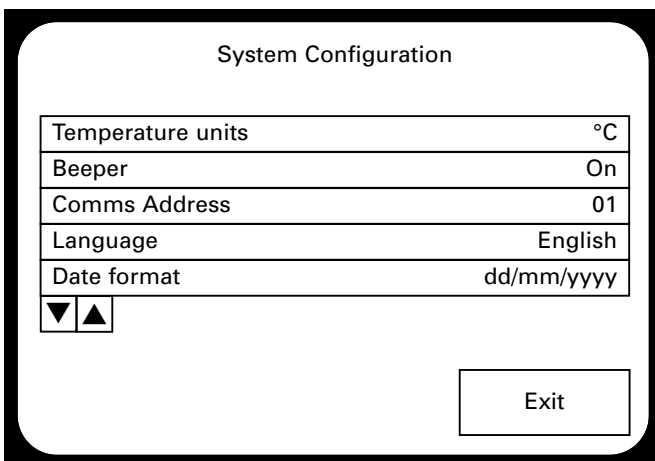 System Configuration
Temperature units °C
Beeper On
Comms Address 01
Language English
Date format dd/mm/yyyy
Exit